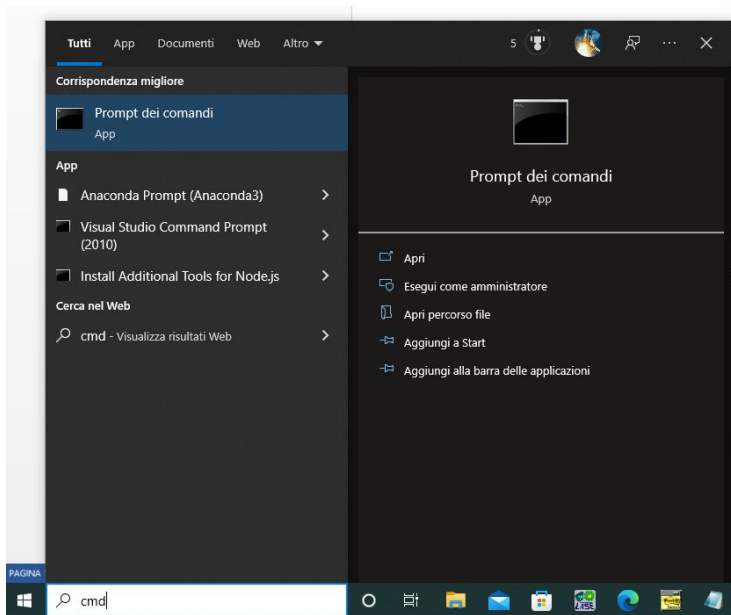 Tutti App Documenti Web Altro 5 ...
Corrispondenza migliore
Prompt dei comandi
App
App
Anaconda Prompt (Anaconda3)
Visual Studio Command Prompt
(2010)
Install Additional Tools for Node.js
Cerca nel Web
cmd - Visualizza risultati Web
Prompt dei comandi
App
Apri
Esegui come amministratore
Apri percorso file
Aggiungi a Start
Aggiungi alla barra delle applicazioni
PAGINA
cmd